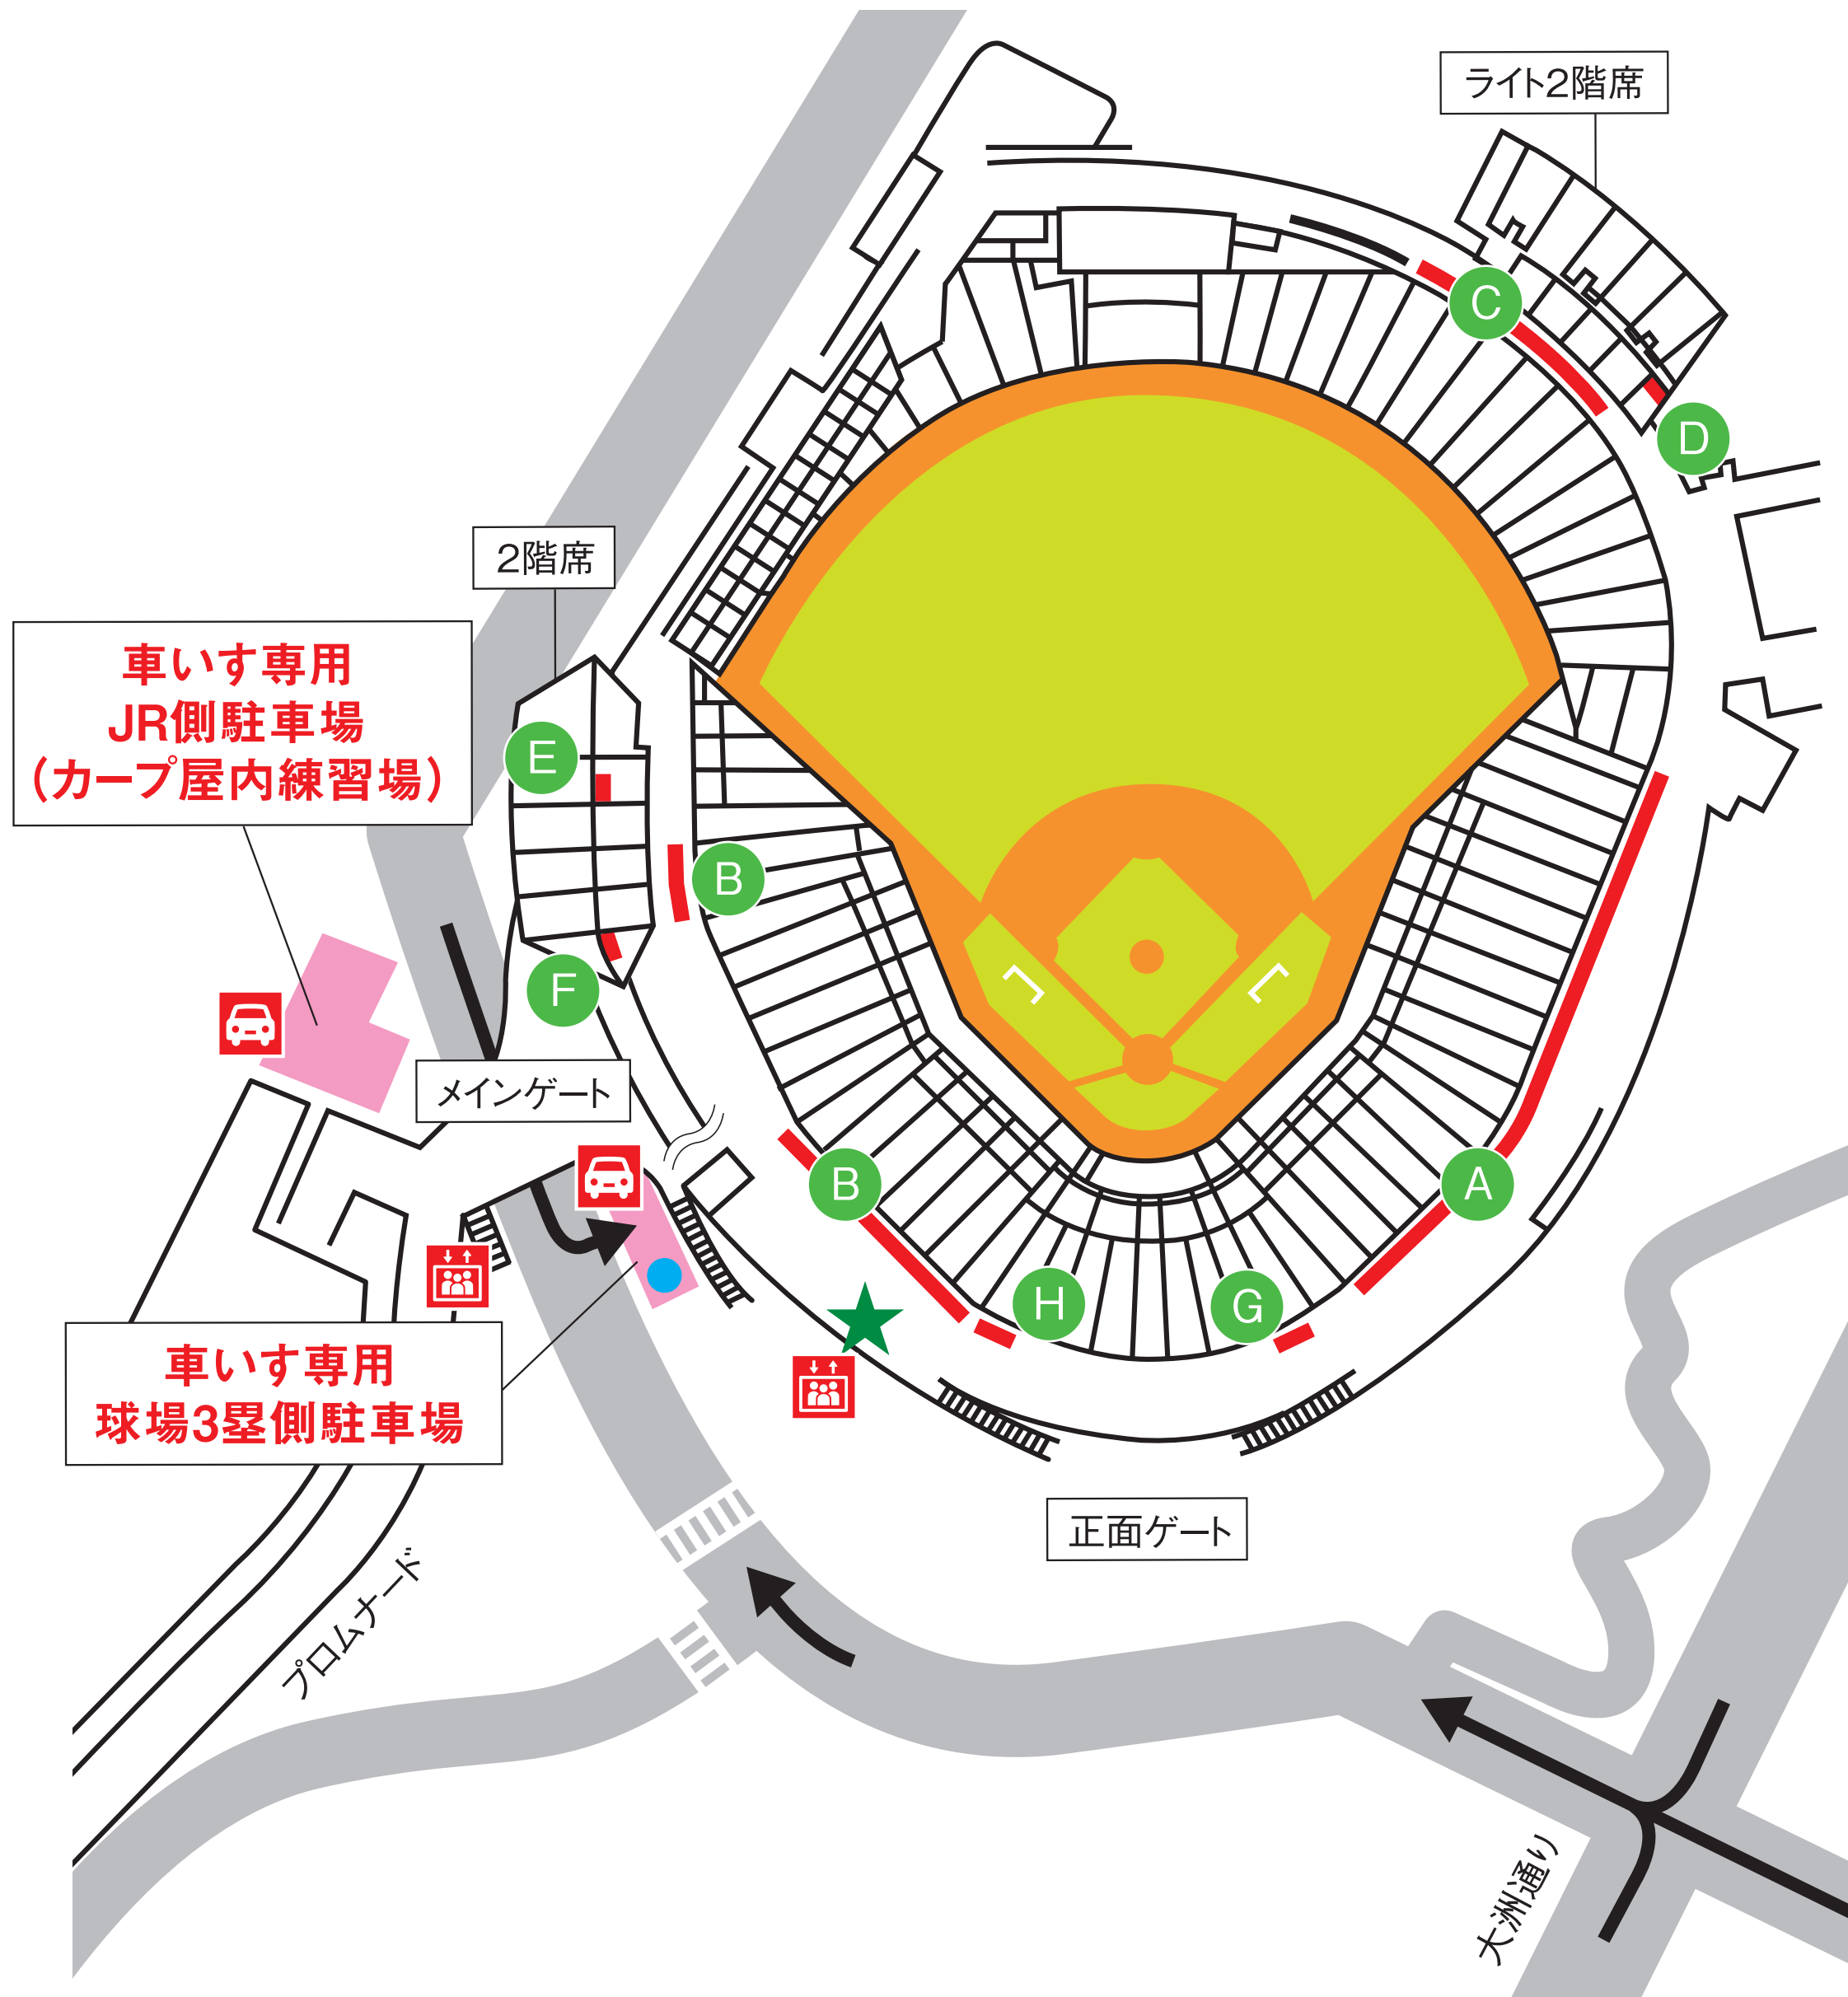 ライト2階席
C
D
2階席
車いす専用
JR側駐車場
(カープ屋内練習場)
E
B
F
メインゲート
B
A
H
G
車いす専用
球場3塁側駐車場
正面ゲート
プロムナード
大洲通り